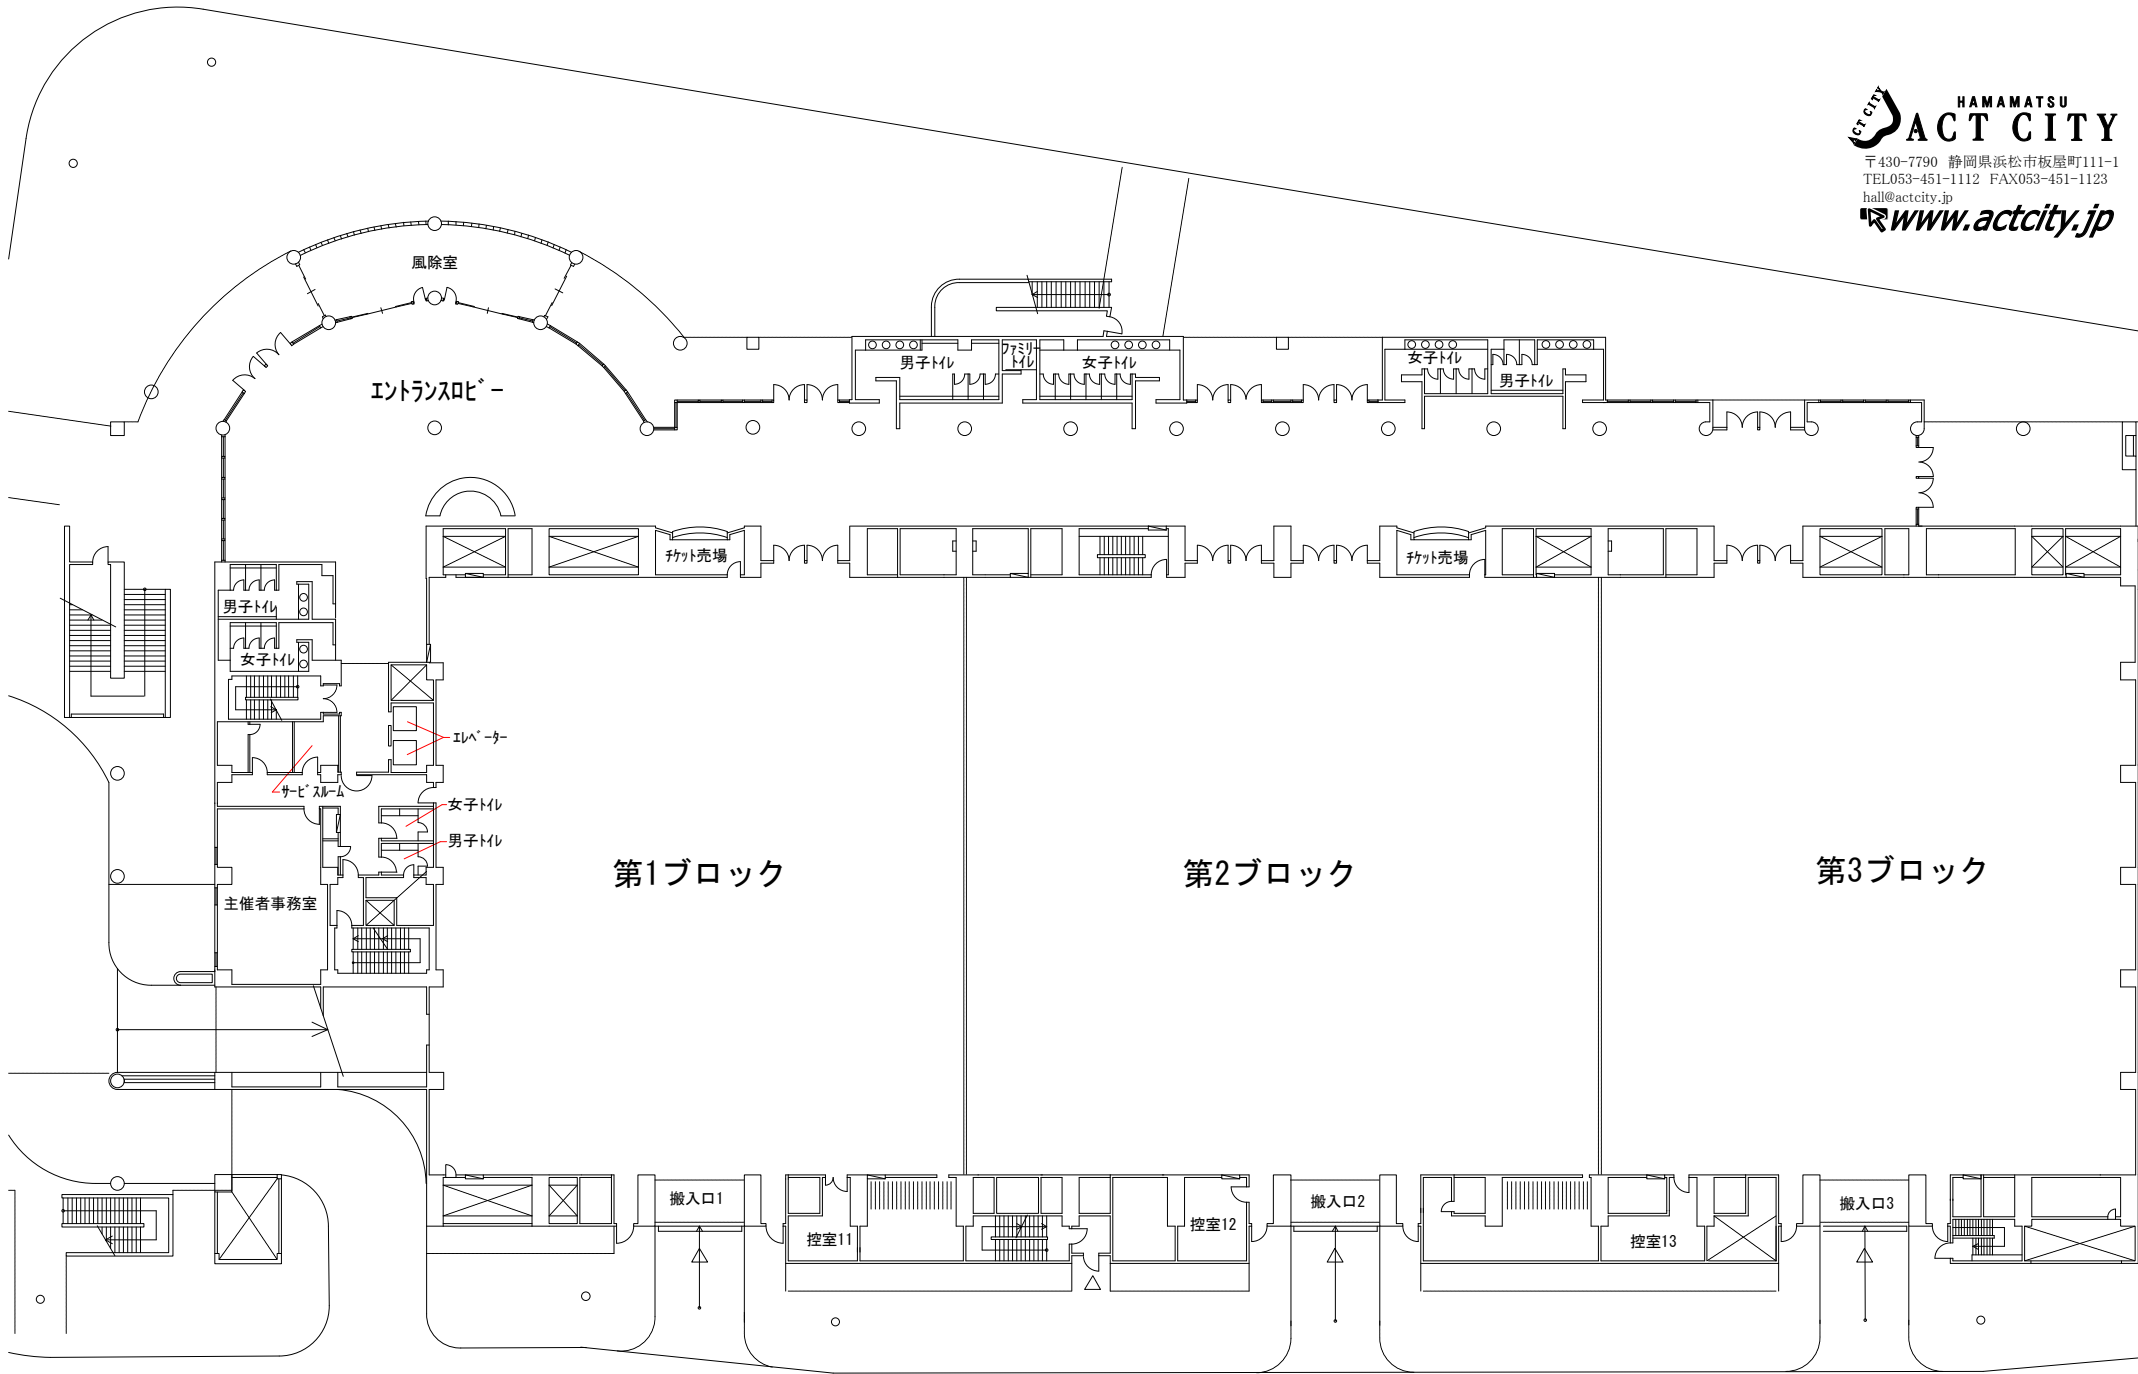 ACT CITY
HAMAMATSU
ACT CITY
〒430-7790 静岡県浜松市板屋町111-1
TEL053-451-1112 FAX053-451-1123
hall@actcity.jp
www.actcity.jp
風除室
エントランスロビー
男子トイレ
ファミリー
トイレ
女子トイレ
女子トイレ
男子トイレ
チケット売場
チケット売場
男子トイレ
女子トイレ
エレベーター
サービスルーム
女子トイレ
男子トイレ
主催者事務室
第1ブロック
第2ブロック
第3ブロック
搬入口1
控室11
控室12
搬入口2
控室13
搬入口3